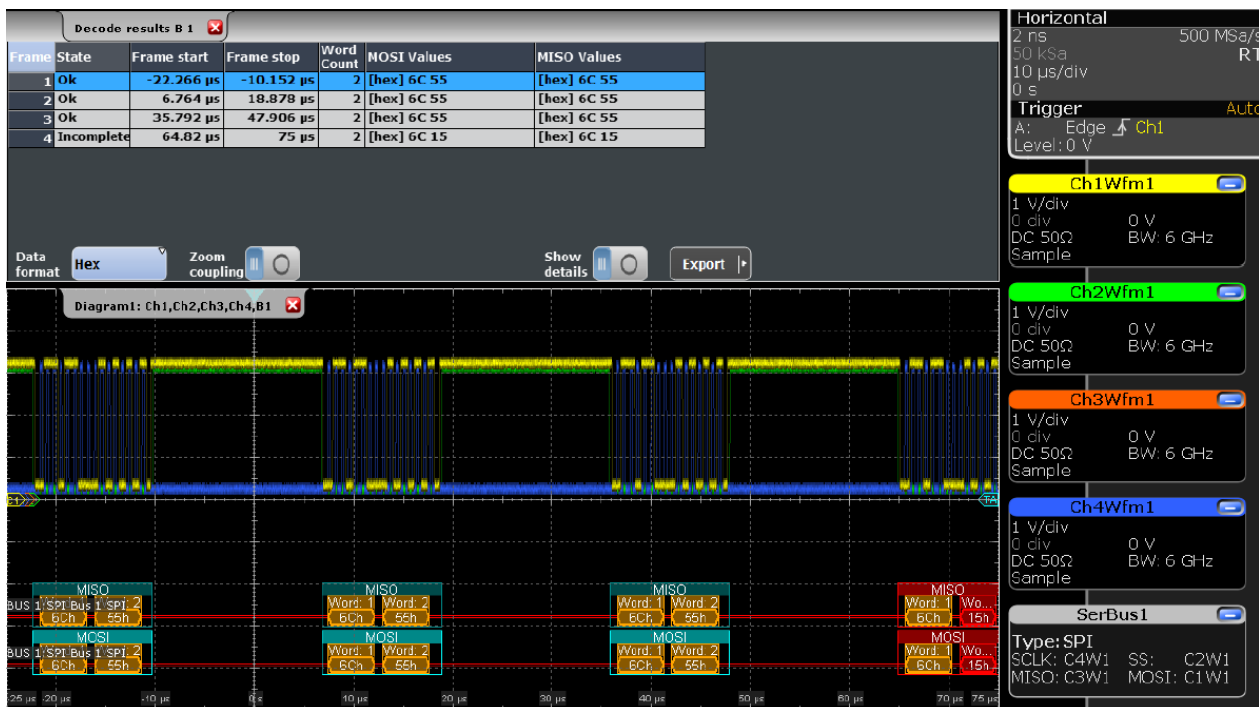 Decode results B 1
Frame State Frame start Frame stop Word Count MOSI Values MISO Values
1 Ok -22.266 µs -10.152 µs 2 [hex] 6C 55 [hex] 6C 55
2 Ok 6.764 µs 18.878 µs 2 [hex] 6C 55 [hex] 6C 55
3 Ok 35.792 µs 47.906 µs 2 [hex] 6C 55 [hex] 6C 55
4 Incomplete 64.82 µs 75 µs 2 [hex] 6C 15 [hex] 6C 15
Data format Hex Zoom coupling Show details Export
Diagram1: Ch1,Ch2,Ch3,Ch4,B1
TA
MISO MISO MISO MISO
BUS 1 SPI Bus 1 SPI 2 Word: 1 Word: 2 Word: 1 Word: 2 Word: 1 Wo...
6Ch 55h 6Ch 55h 6Ch 55h 6Ch 15h
MOSI MOSI MOSI MOSI
BUS 1 SPI Bus 1 SPI 2 Word: 1 Word: 2 Word: 1 Word: 2 Word: 1 Wo...
6Ch 55h 6Ch 55h 6Ch 55h 6Ch 15h
-25 µs -20 µs -10 µs 0 s 10 µs 20 µs 30 µs 40 µs 50 µs 60 µs 70 µs 75 µs
Horizontal
2 ns 500 MSa/s
50 kSa RT
10 µs/div
0 s
Trigger Auto
A: Edge Ch1
Level: 0 V
Ch1Wfm1
1 V/div
0 div 0 V
DC 50Ω BW: 6 GHz
Sample
Ch2Wfm1
1 V/div
0 div 0 V
DC 50Ω BW: 6 GHz
Sample
Ch3Wfm1
1 V/div
0 div 0 V
DC 50Ω BW: 6 GHz
Sample
Ch4Wfm1
1 V/div
0 div 0 V
DC 50Ω BW: 6 GHz
Sample
SerBus1
Type: SPI
SCLK: C4W1 SS: C2W1
MISO: C3W1 MOSI: C1W1